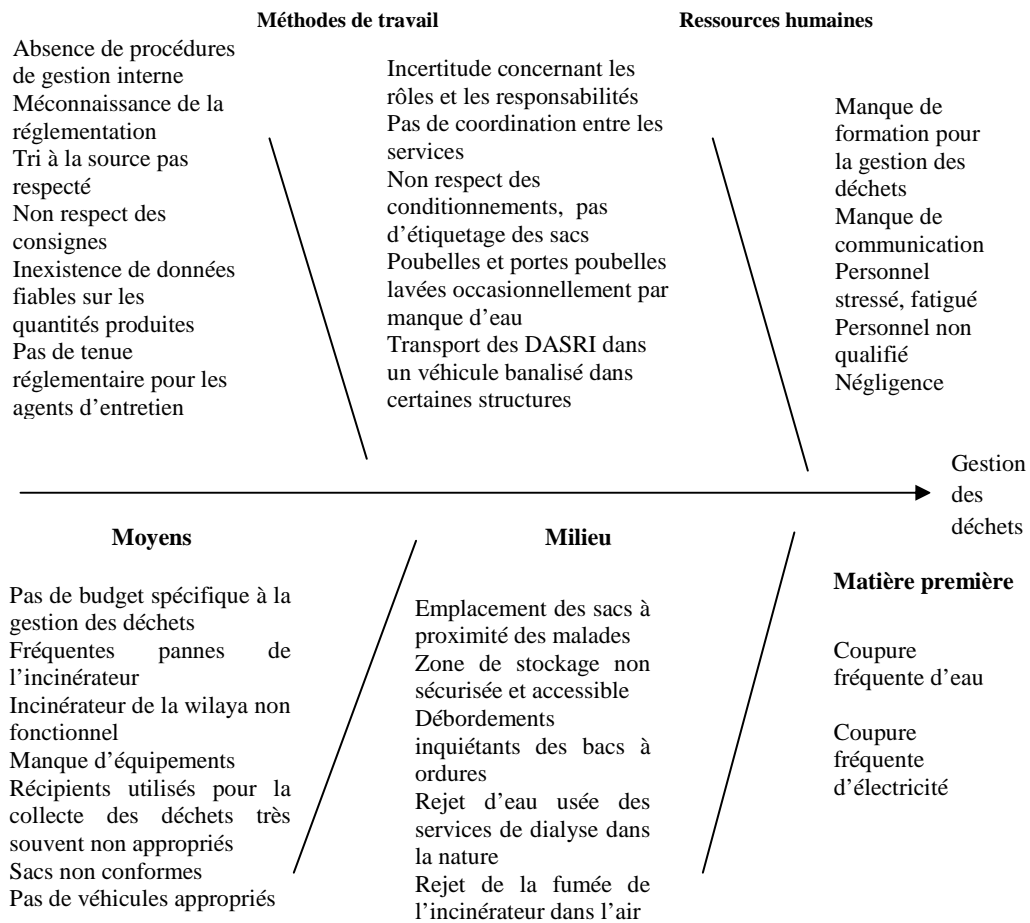 Méthodes de travail
Absence de procédures
de gestion interne
Méconnaissance de la
réglementation
Tri à la source pas
respecté
Non respect des
consignes
Inexistence de données
fiables sur les
quantités produites
Pas de tenue
réglementaire pour les
agents d’entretien
Incertitude concernant les
rôles et les responsabilités
Pas de coordination entre les
services
Non respect des
conditionnements, pas
d’étiquetage des sacs
Poubelles et portes poubelles
lavées occasionnellement par
manque d’eau
Transport des DASRI dans
un véhicule banalisé dans
certaines structures
Ressources humaines
Manque de
formation pour
la gestion des
déchets
Manque de
communication
Personnel
stressé, fatigué
Personnel non
qualifié
Négligence
Gestion
des
déchets
Moyens
Pas de budget spécifique à la
gestion des déchets
Fréquentes pannes de
l’incinérateur
Incinérateur de la wilaya non
fonctionnel
Manque d’équipements
Récipients utilisés pour la
collecte des déchets très
souvent non appropriés
Sacs non conformes
Pas de véhicules appropriés
Milieu
Emplacement des sacs à
proximité des malades
Zone de stockage non
sécurisée et accessible
Débordements
inquiétants des bacs à
ordures
Rejet d’eau usée des
services de dialyse dans
la nature
Rejet de la fumée de
l’incinérateur dans l’air
Matière première
Coupure
fréquente d’eau
Coupure
fréquente
d’électricité